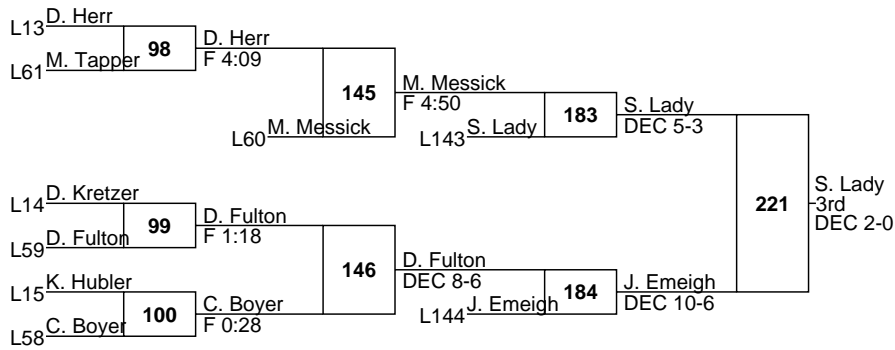 L13 D. Herr
98
L61 M. Tapper
D. Herr
F 4:09
145
L60 M. Messick
M. Messick
F 4:50
L143 S. Lady
183
S. Lady
DEC 5-3
L14 D. Kretzer
99
L59 D. Fulton
D. Fulton
F 1:18
146
L15 K. Hubler
100
L58 C. Boyer
C. Boyer
F 0:28
D. Fulton
DEC 8-6
L144 J. Emeigh
184
J. Emeigh
DEC 10-6
221
S. Lady
3rd
DEC 2-0